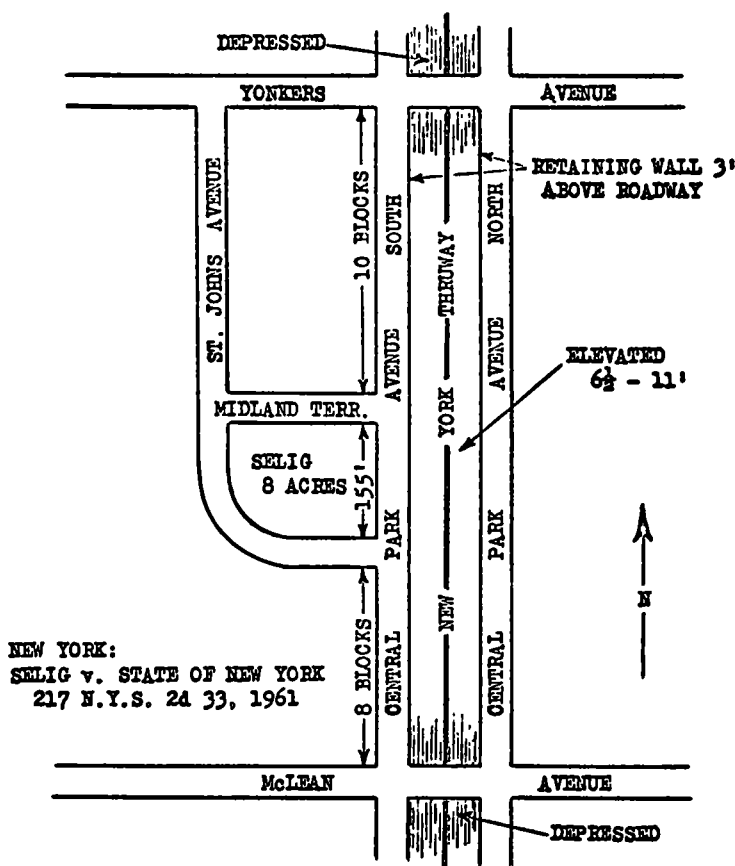 DEPRESSED
YONKERS AVENUE
RETAINING WALL 3'
ABOVE ROADWAY
ST. JOHNS AVENUE
10 BLOCKS
CENTRAL PARK AVENUE SOUTH
NEW YORK THRUWAY
CENTRAL PARK AVENUE NORTH
ELEVATED
6½ - 11'
MIDLAND TERR.
SELIG
8 ACRES
155'
N
8 BLOCKS
NEW YORK:
SELIG v. STATE OF NEW YORK
217 N.Y.S. 2d 33, 1961
McLEAN AVENUE
DEPRESSED